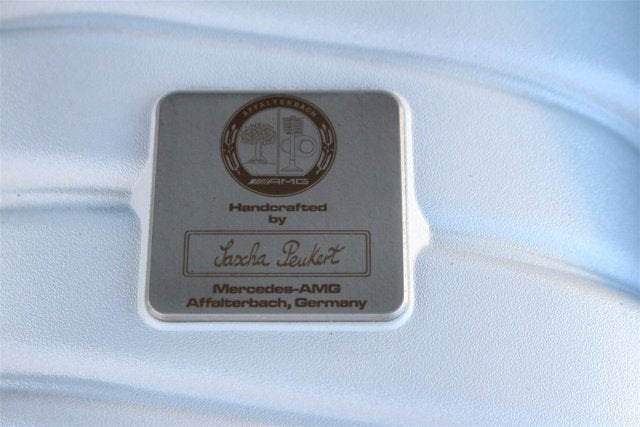 AFFALTERBACH
AMG
Handcrafted
by
Sascha Peukert
Mercedes-AMG
Affalterbach, Germany